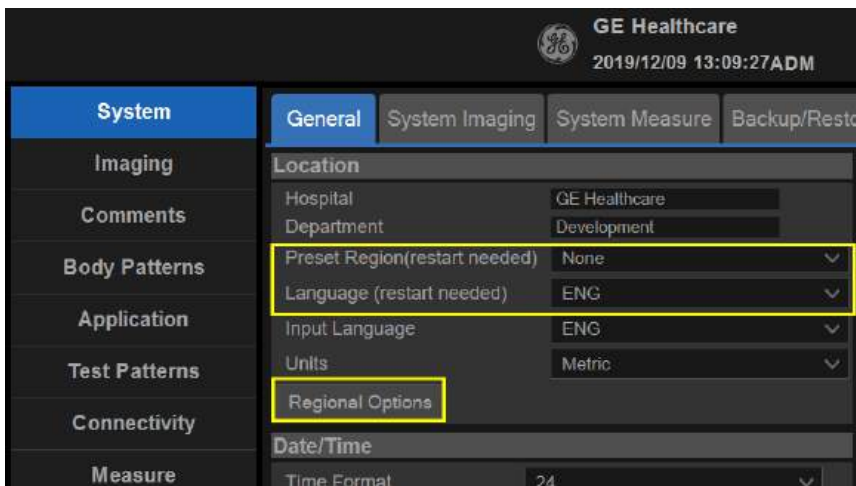 GE Healthcare
2019/12/09 13:09:27ADM
System
Imaging
Comments
Body Patterns
Application
Test Patterns
Connectivity
Measure
General System Imaging System Measure
Location
Hospital GE Healthcare
Department Development
Preset Region(restart needed) None
Language (restart needed) ENG
Input Language ENG
Units Metric
Regional Options
Date/Time
Time Format 24